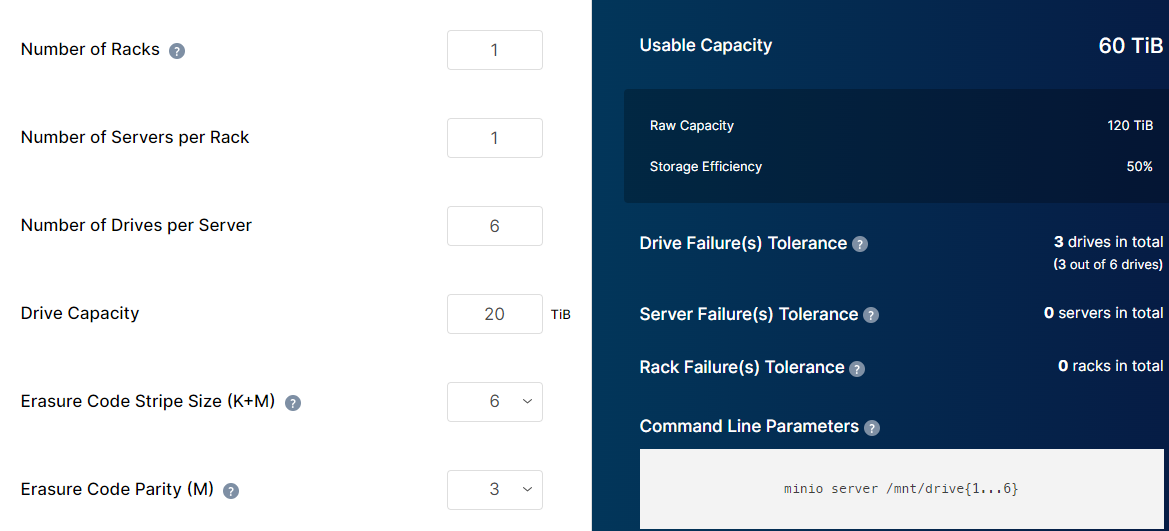 Number of Racks ?
1
Number of Servers per Rack
1
Number of Drives per Server
6
Drive Capacity
20 TiB
Erasure Code Stripe Size (K+M) ?
6
Erasure Code Parity (M) ?
3
Usable Capacity
60 TiB
Raw Capacity
120 TiB
Storage Efficiency
50%
Drive Failure(s) Tolerance ?
3 drives in total
(3 out of 6 drives)
Server Failure(s) Tolerance ?
0 servers in total
Rack Failure(s) Tolerance ?
0 racks in total
Command Line Parameters ?
minio server /mnt/drive{1...6}